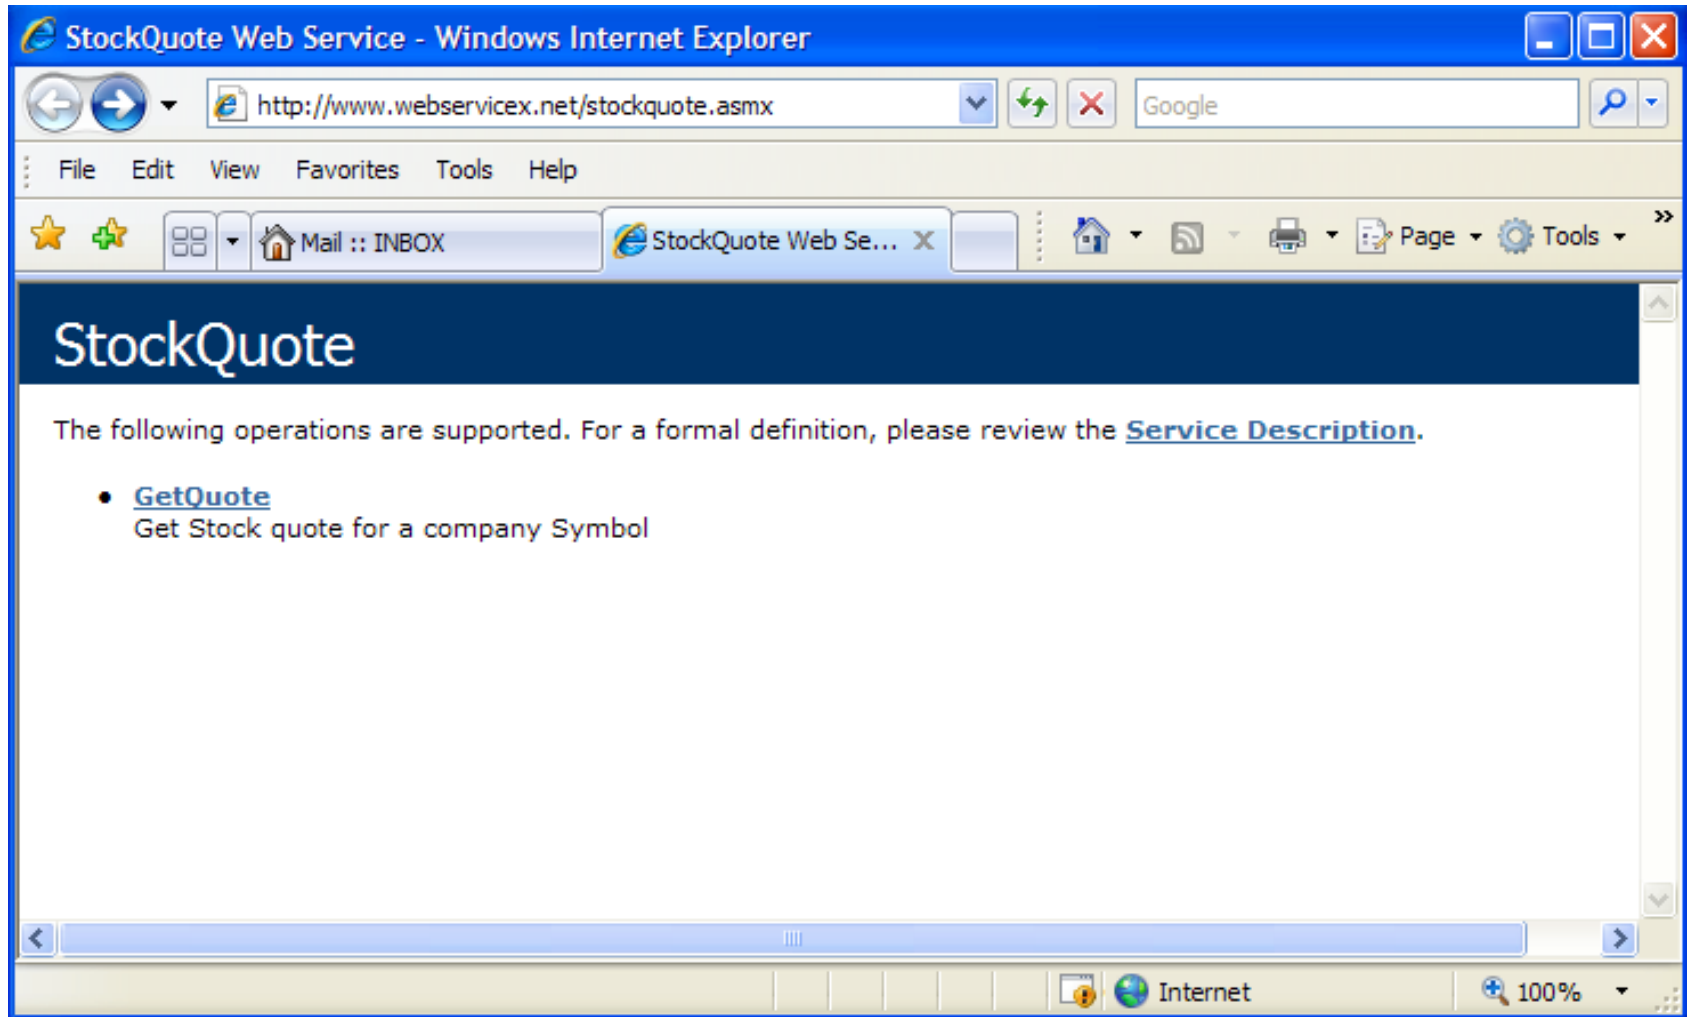 StockQuote Web Service - Windows Internet Explorer
http://www.webservicex.net/stockquote.asmx
Google
File Edit View Favorites Tools Help
Mail :: INBOX
StockQuote Web Se...
Page
Tools
StockQuote
The following operations are supported. For a formal definition, please review the Service Description.
• GetQuote
Get Stock quote for a company Symbol
Internet
100%